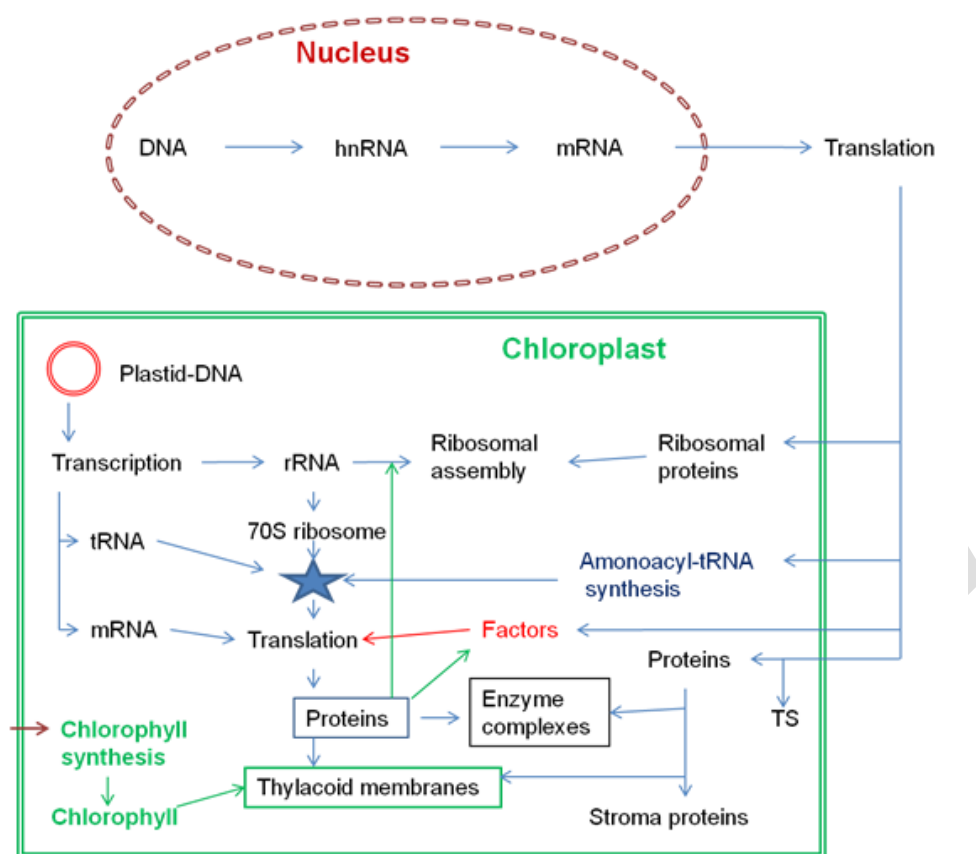 Nucleus
DNA
hnRNA
mRNA
Translation
Chloroplast
Plastid-DNA
Transcription
rRNA
Ribosomal
assembly
Ribosomal
proteins
70S ribosome
tRNA
Amonoacyl-tRNA
synthesis
mRNA
Translation
Factors
Proteins
Proteins
Enzyme
complexes
TS
Chlorophyll
synthesis
Thylacoid membranes
Chlorophyll
Stroma proteins